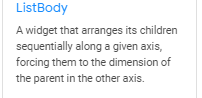 ListBody
A widget that arranges its children
sequentially along a given axis,
forcing them to the dimension of
the parent in the other axis.